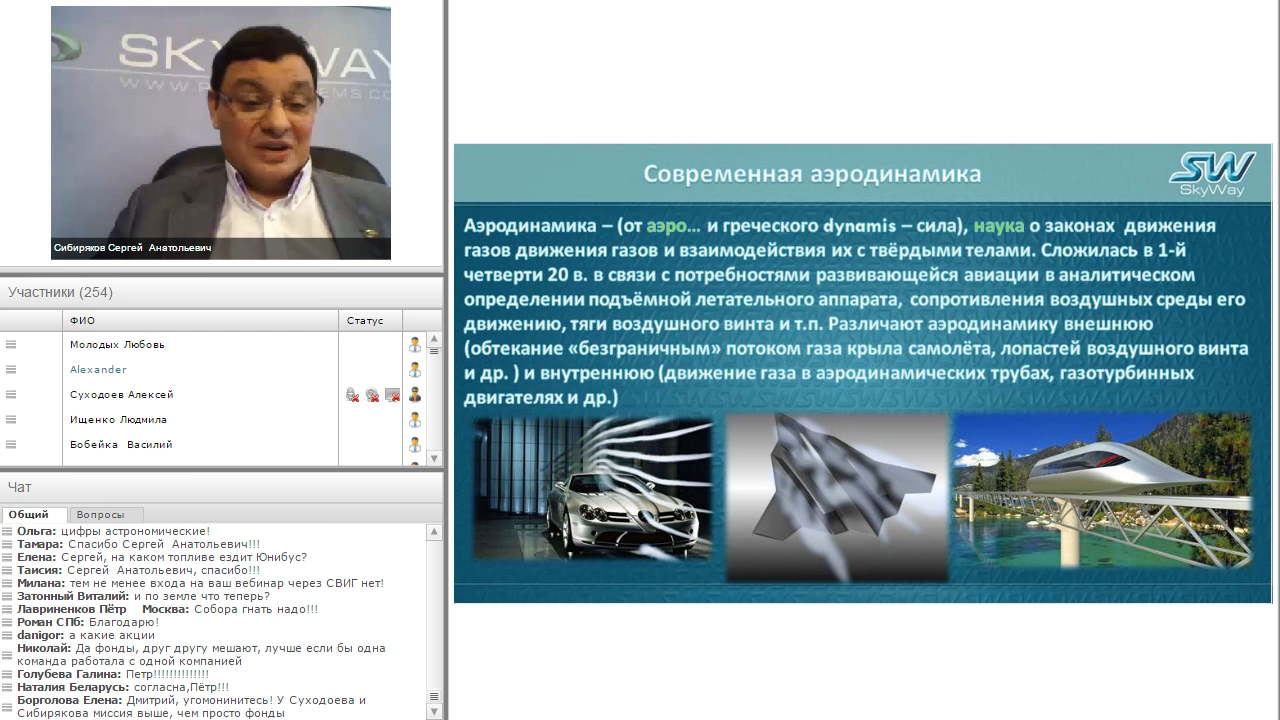 SKYWAY
Сибиряков Сергей Анатольевич
Участники (254)
ФИО
Статус
Молодых Любовь
Alexander
Суходоев Алексей
Ищенко Людмила
Бобейка Василий
Чат
Общий
Вопросы
Ольга: цифры астрономические!
Тамара: Спасибо Сергей Анатольевич!!!
Елена: Сергей, на каком топливе ездит Юнибус?
Таисия: Сергей Анатольевич, спасибо!!!
Милана: тем не менее входа на ваш вебинар через СВИГ нет!
Затонный Виталий: и по земле что теперь?
Лавриненков Пётр Москва: Собора гнать надо!!!
Роман СПб: Благодарю!
danigor: а какие акции
Николай: Да фонды, друг другу мешают, лучше если бы одна
команда работала с одной компанией
Голубева Галина: Петр!!!!!!!!!!!!!!
Наталия Беларусь: согласна,Пётр!!!
Борголова Елена: Дмитрий, угомонинитесь! У Суходоева и
Сибирякова миссия выше, чем просто фонды
Современная аэродинамика
SW
SkyWay
Аэродинамика – (от аэро... и греческого dynamis – сила), наука о законах движения
газов движения газов и взаимодействия их с твёрдыми телами. Сложилась в 1-й
четверти 20 в. в связи с потребностями развивающейся авиации в аналитическом
определении подъёмной летательного аппарата, сопротивления воздушных среды его
движению, тяги воздушного винта и т.п. Различают аэродинамику внешнюю
(обтекание «безграничным» потоком газа крыла самолёта, лопастей воздушного винта
и др. ) и внутреннюю (движение газа в аэродинамических трубах, газотурбинных
двигателях и др.)